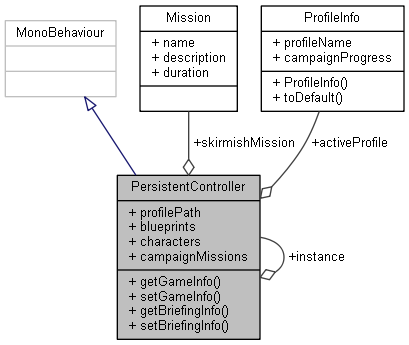 MonoBehaviour
Mission
+ name
+ description
+ duration
ProfileInfo
+ profileName
+ campaignProgress
+ ProfileInfo()
+ toDefault()
+skirmishMission
+activeProfile
PersistentController
+ profilePath
+ blueprints
+ characters
+ campaignMissions
+ getGameInfo()
+ setGameInfo()
+ getBriefingInfo()
+ setBriefingInfo()
+instance